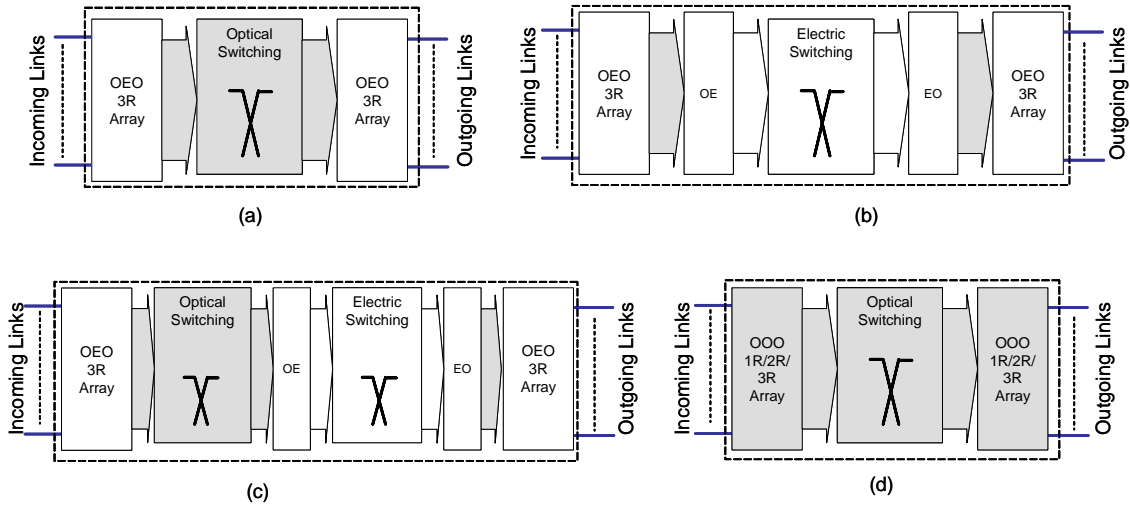 Incoming Links
OEO
3R
Array
Optical
Switching
OEO
3R
Array
Outgoing Links
(a)
Incoming Links
OEO
3R
Array
OE
Electric
Switching
EO
OEO
3R
Array
Outgoing Links
(b)
Incoming Links
OEO
3R
Array
Optical
Switching
OE
Electric
Switching
EO
OEO
3R
Array
Outgoing Links
(c)
Incoming Links
OOO
1R/2R/
3R
Array
Optical
Switching
OOO
1R/2R/
3R
Array
Outgoing Links
(d)